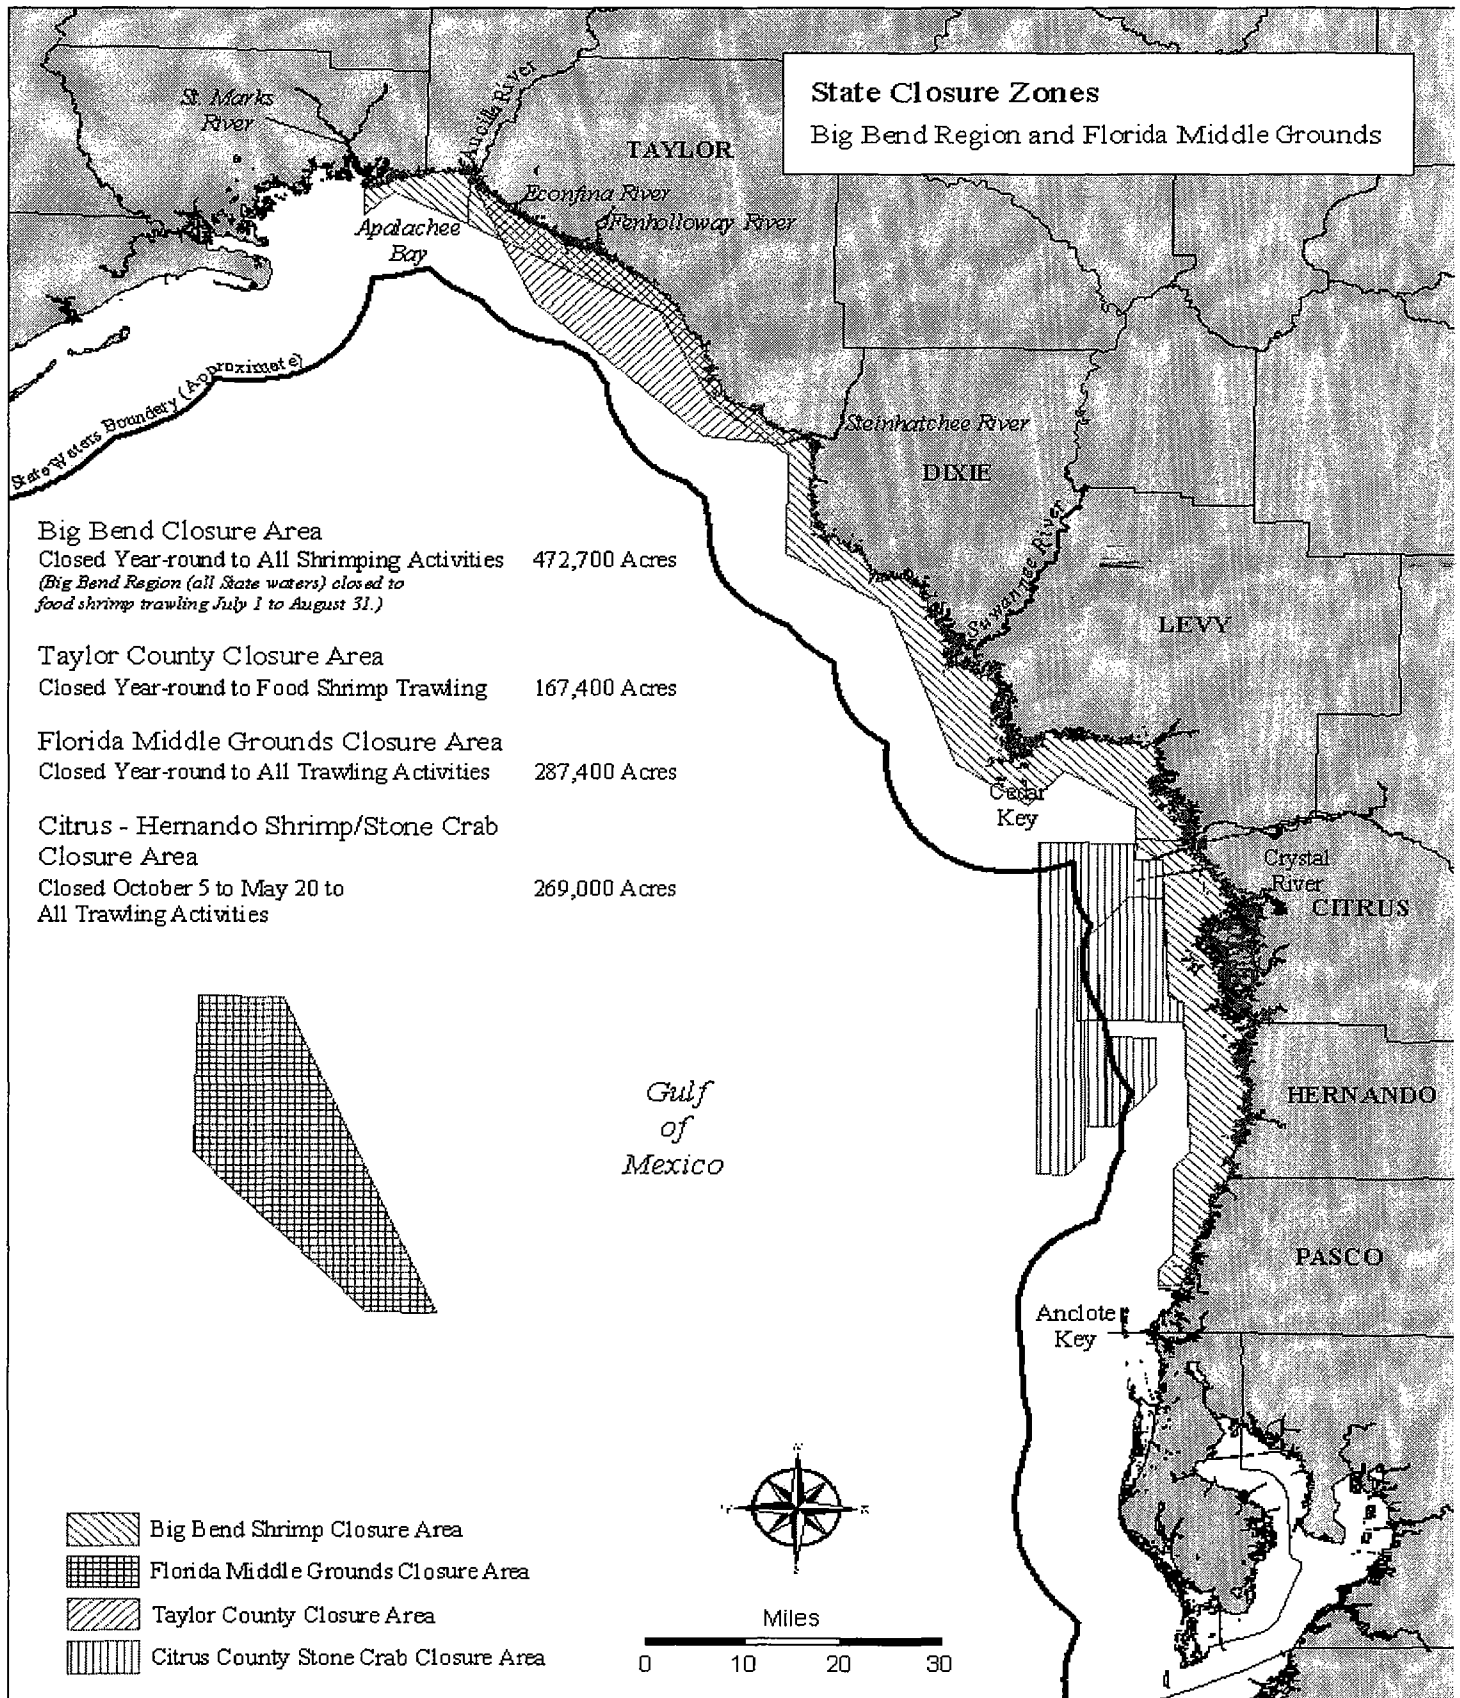 State Closure Zones
Big Bend Region and Florida Middle Grounds
St. Marks
River
Aucilla River
TAYLOR
Econfina River
Fenholloway River
Apalachee
Bay
State Waters Boundery (Approximate)
Steinhatchee River
DIXIE
Suwannee River
LEVY
Big Bend Closure Area
Closed Year-round to All Shrimping Activities 472,700 Acres
(Big Bend Region (all State waters) closed to
food shrimp trawling July 1 to August 31.)
Taylor County Closure Area
Closed Year-round to Food Shrimp Trawling 167,400 Acres
Florida Middle Grounds Closure Area
Closed Year-round to All Trawling Activities 287,400 Acres
Citrus - Hernando Shrimp/Stone Crab
Closure Area
Closed October 5 to May 20 to 269,000 Acres
All Trawling Activities
Cedar
Key
Crystal
River
CITRUS
Gulf
of
Mexico
HERNANDO
PASCO
Anclote
Key
Big Bend Shrimp Closure Area
Florida Middle Grounds Closure Area
Taylor County Closure Area
Citrus County Stone Crab Closure Area
Miles
0 10 20 30